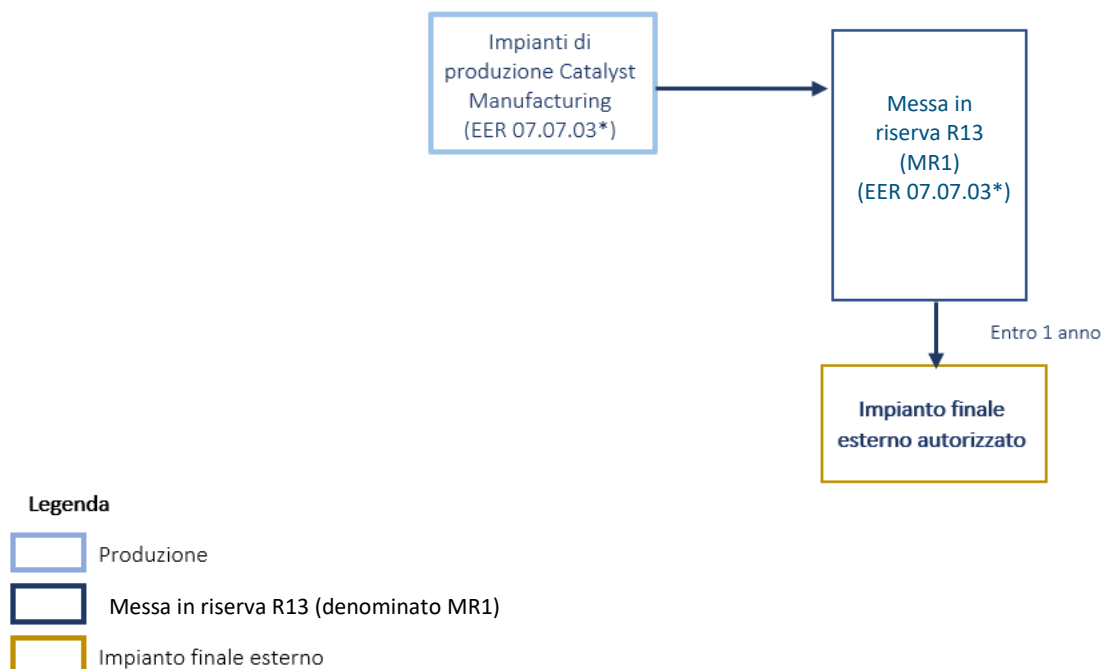 Impianti di
produzione Catalyst
Manufacturing
(EER 07.07.03*)
Messa in
riserva R13
(MR1)
(EER 07.07.03*)
Entro 1 anno
Impianto finale
esterno autorizzato
Legenda
Produzione
Messa in riserva R13 (denominato MR1)
Impianto finale esterno